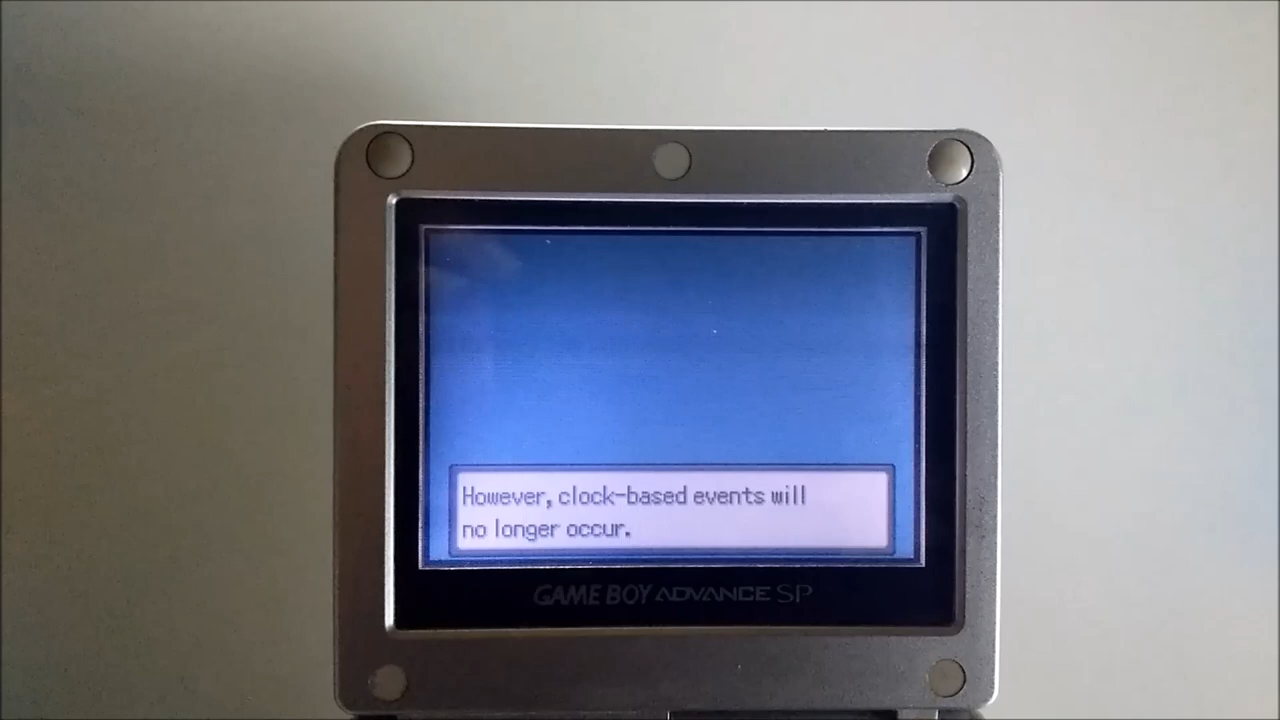 However, clock-based events will
no longer occur.
GAME BOY ADVANCE SP